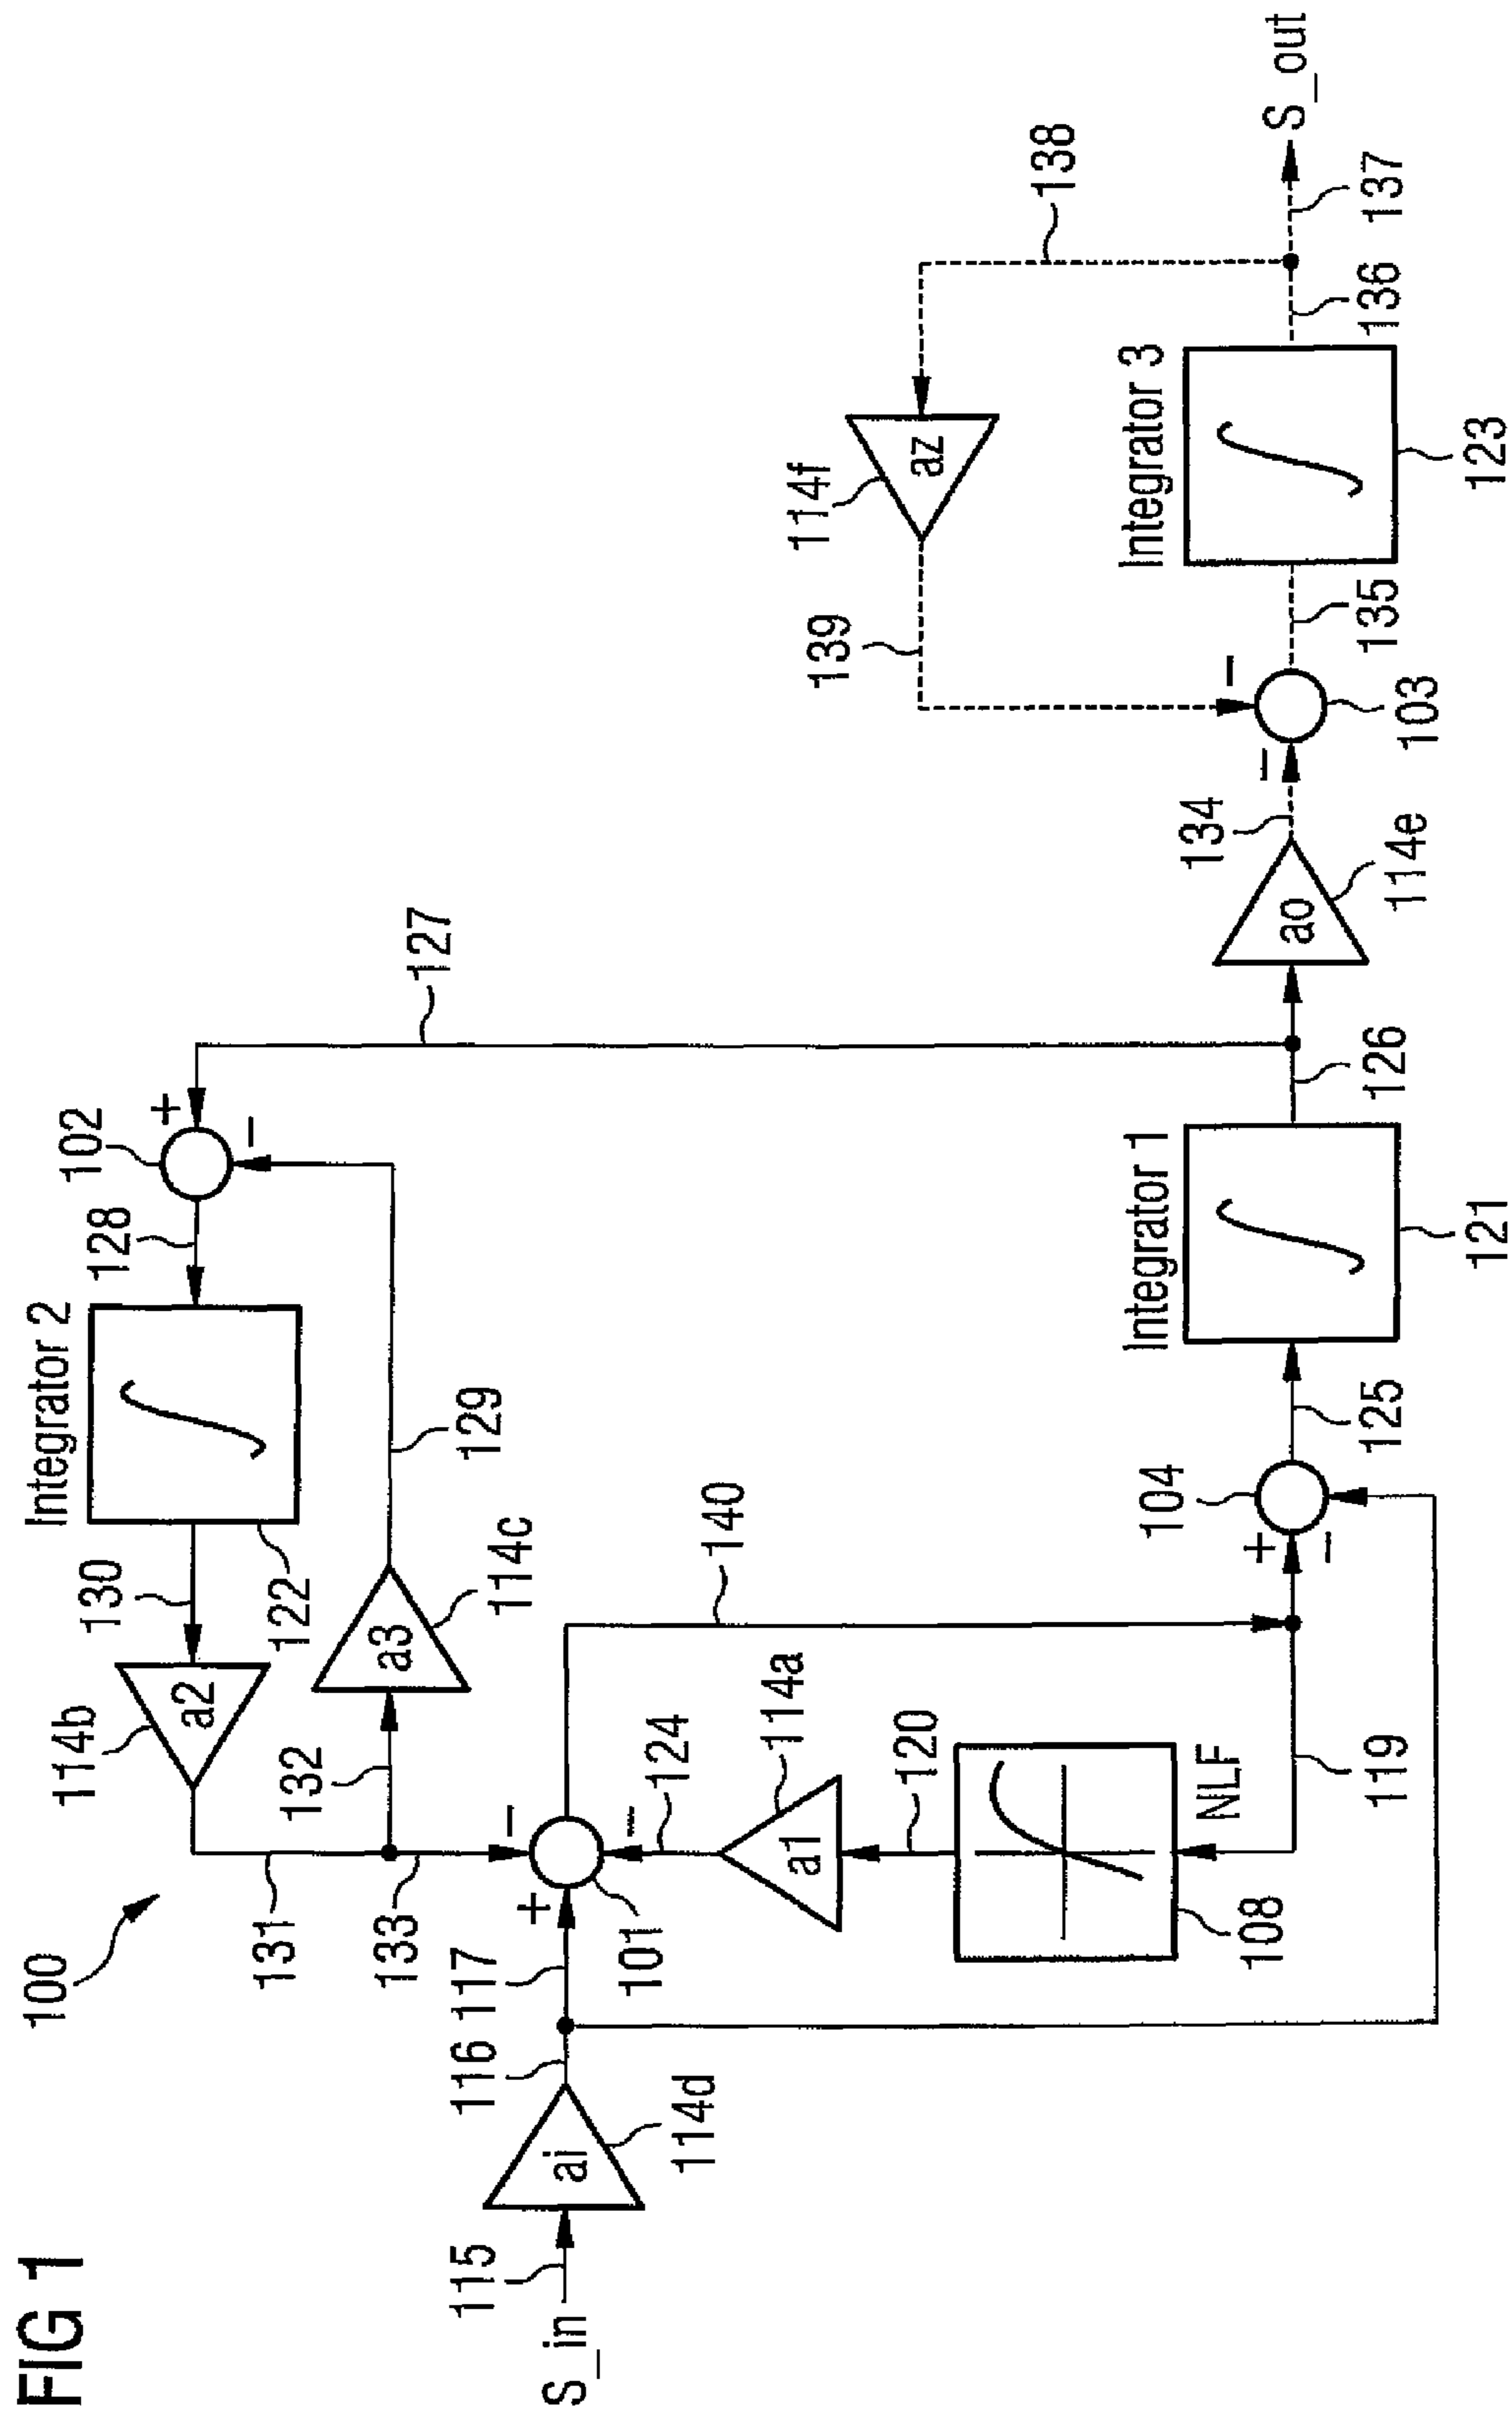 FIG 1
100
Integrator 2
114b
a2
130
122
128
102
+
−
127
131
132
a3
114c
129
133
S_in
115
ai
114d
116
117
+
−
−
101
124
114a
a1
120
140
NLF
108
119
104
+
−
125
Integrator 1
121
126
ao
114e
134
−
−
103
135
Integrator 3
123
136
137
138
S_out
114f
az
139